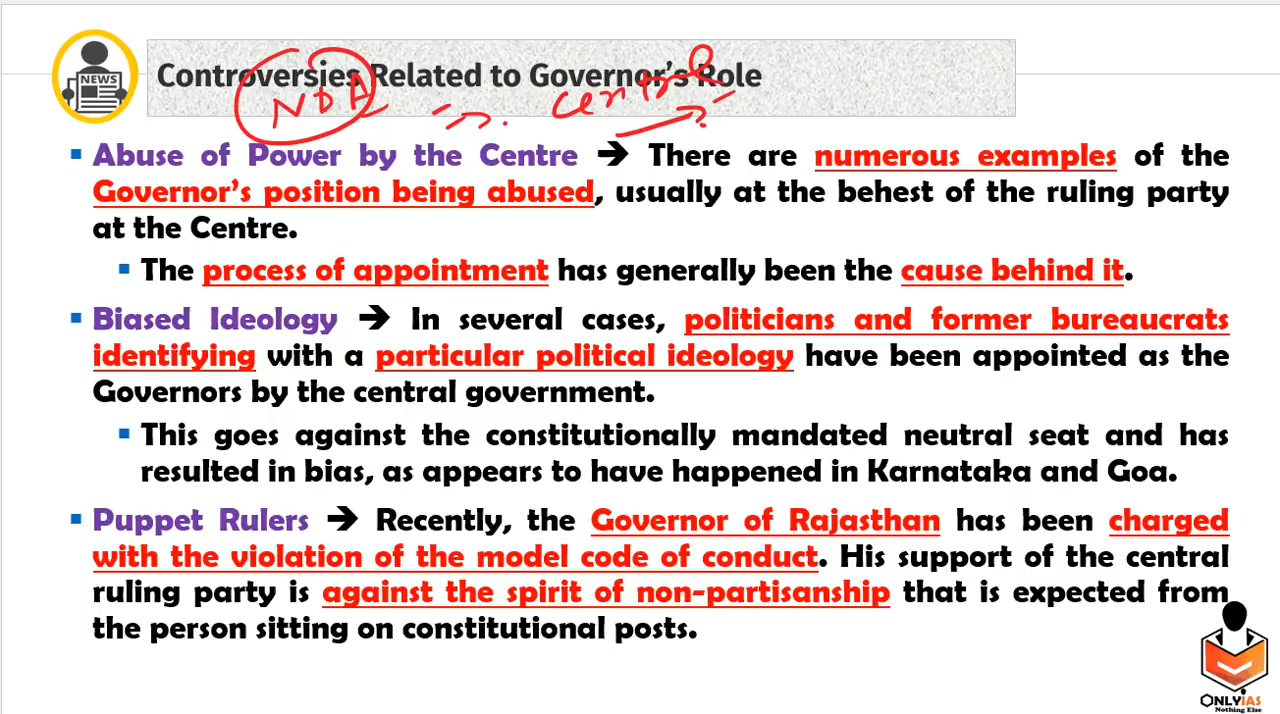 NEWS
Controversies Related to Governor's Role
NDA
central
?
▪ Abuse of Power by the Centre ➔ There are numerous examples of the
Governor's position being abused, usually at the behest of the ruling party
at the Centre.
▪ The process of appointment has generally been the cause behind it.
▪ Biased Ideology ➔ In several cases, politicians and former bureaucrats
identifying with a particular political ideology have been appointed as the
Governors by the central government.
▪ This goes against the constitutionally mandated neutral seat and has
resulted in bias, as appears to have happened in Karnataka and Goa.
▪ Puppet Rulers ➔ Recently, the Governor of Rajasthan has been charged
with the violation of the model code of conduct. His support of the central
ruling party is against the spirit of non-partisanship that is expected from
the person sitting on constitutional posts.
ONLYIAS
Nothing Else